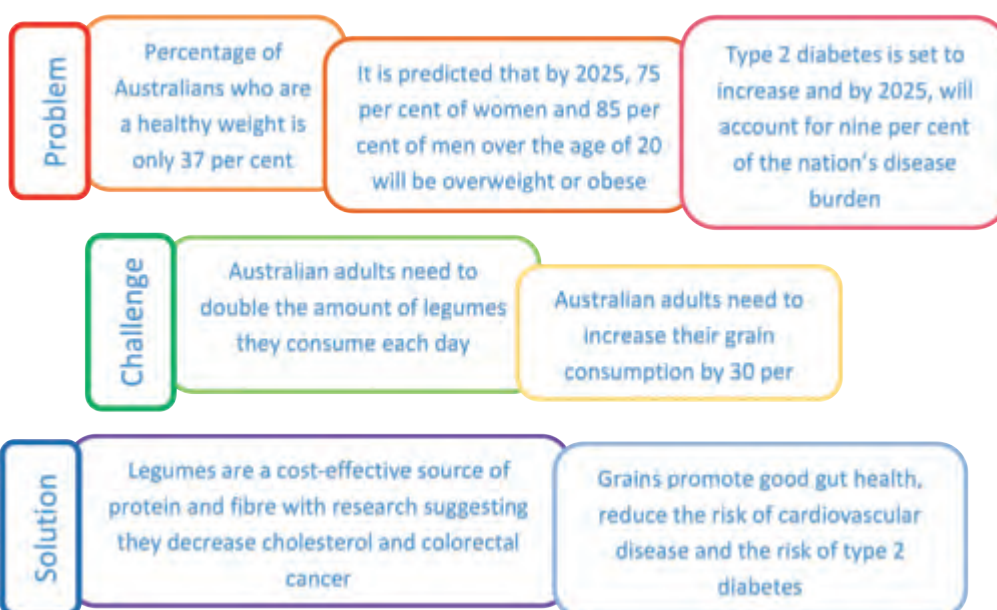 Problem
Percentage of
Australians who are
a healthy weight is
only 37 per cent
It is predicted that by 2025, 75
per cent of women and 85 per
cent of men over the age of 20
will be overweight or obese
Type 2 diabetes is set to
increase and by 2025, will
account for nine per cent
of the nation's disease
burden
Challenge
Australian adults need to
double the amount of legumes
they consume each day
Australian adults need to
increase their grain
consumption by 30 per
Solution
Legumes are a cost-effective source of
protein and fibre with research suggesting
they decrease cholesterol and colorectal
cancer
Grains promote good gut health,
reduce the risk of cardiovascular
disease and the risk of type 2
diabetes